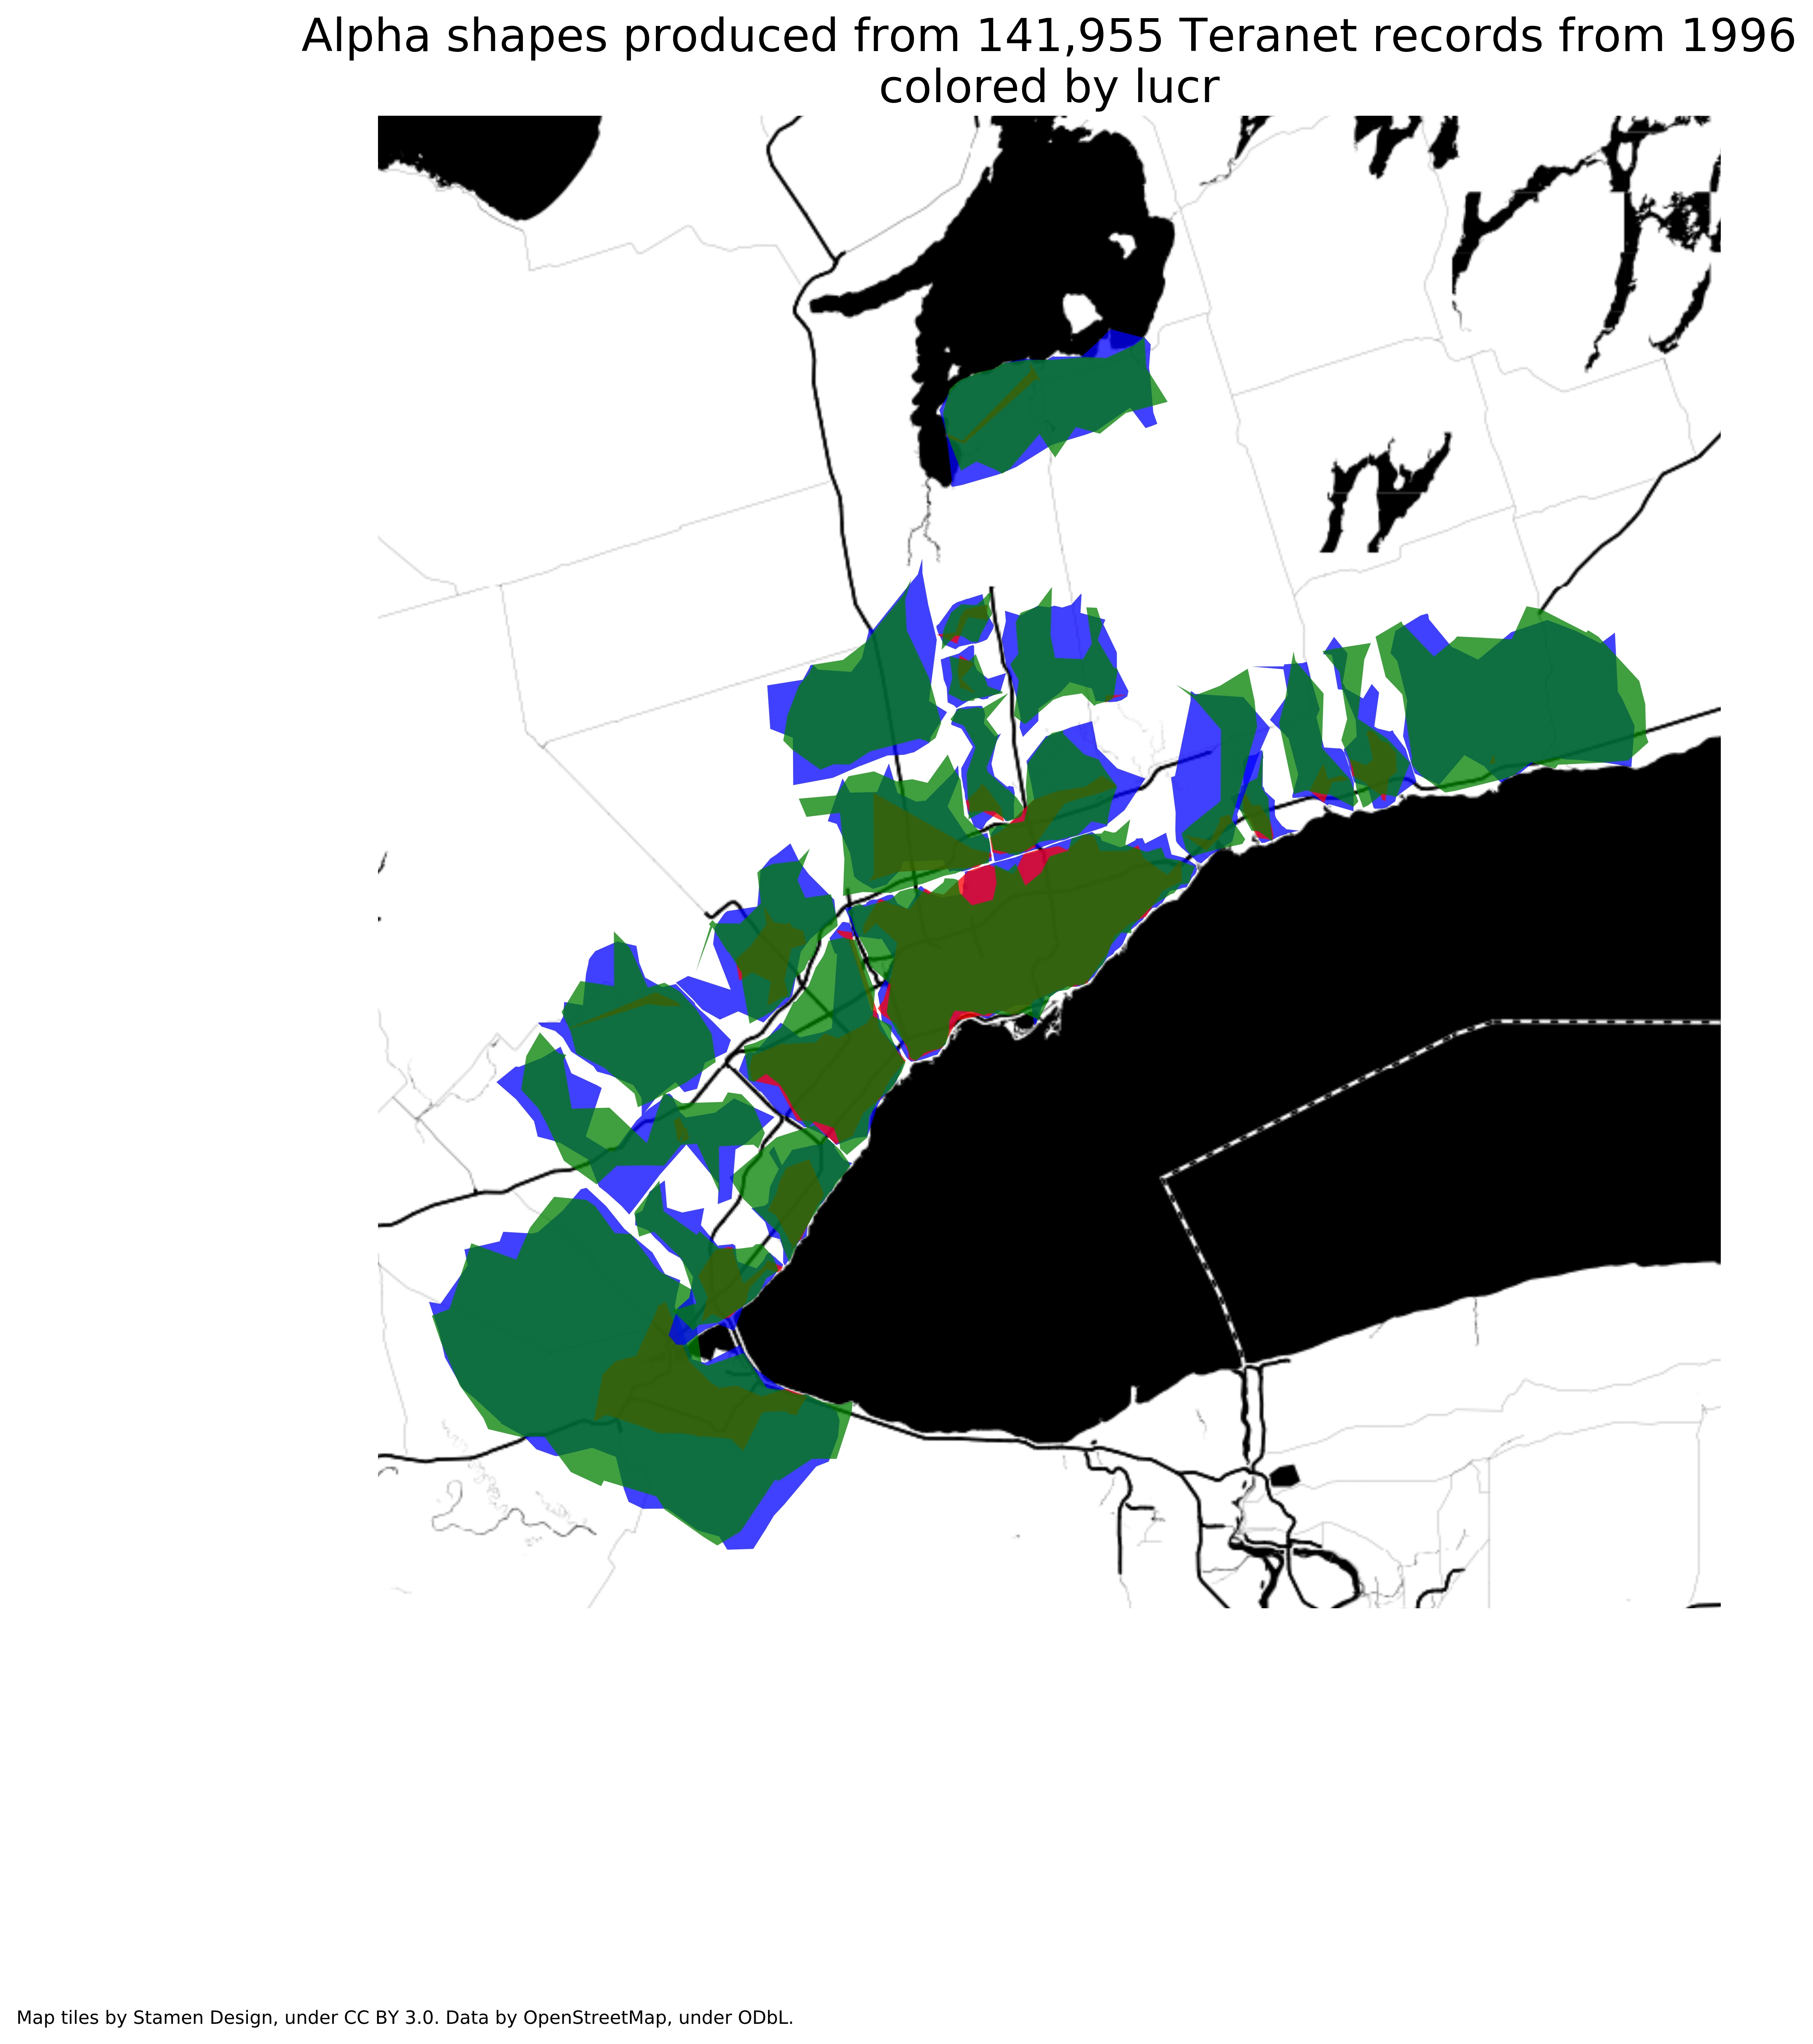 Alpha shapes produced from 141,955 Teranet records from 1996
colored by lucr
Map tiles by Stamen Design, under CC BY 3.0. Data by OpenStreetMap, under ODbL.